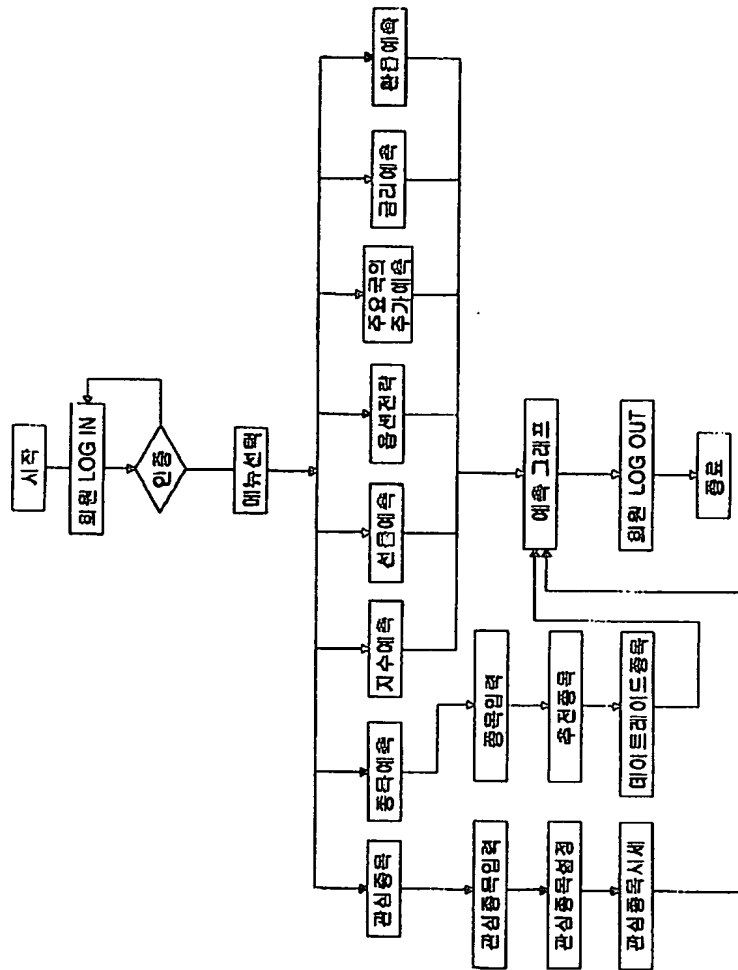 시작
회원 LOG IN
인증
메뉴선택
관심종목
종타예측
지수예측
선물예측
옵션전략
주요국의
주가예측
금리예측
환율예측
관심종목입력
관심종목설정
관심종목시세
종목입력
추천종목
데이트레이드종목
예측 그래프
회원 LOG OUT
종료